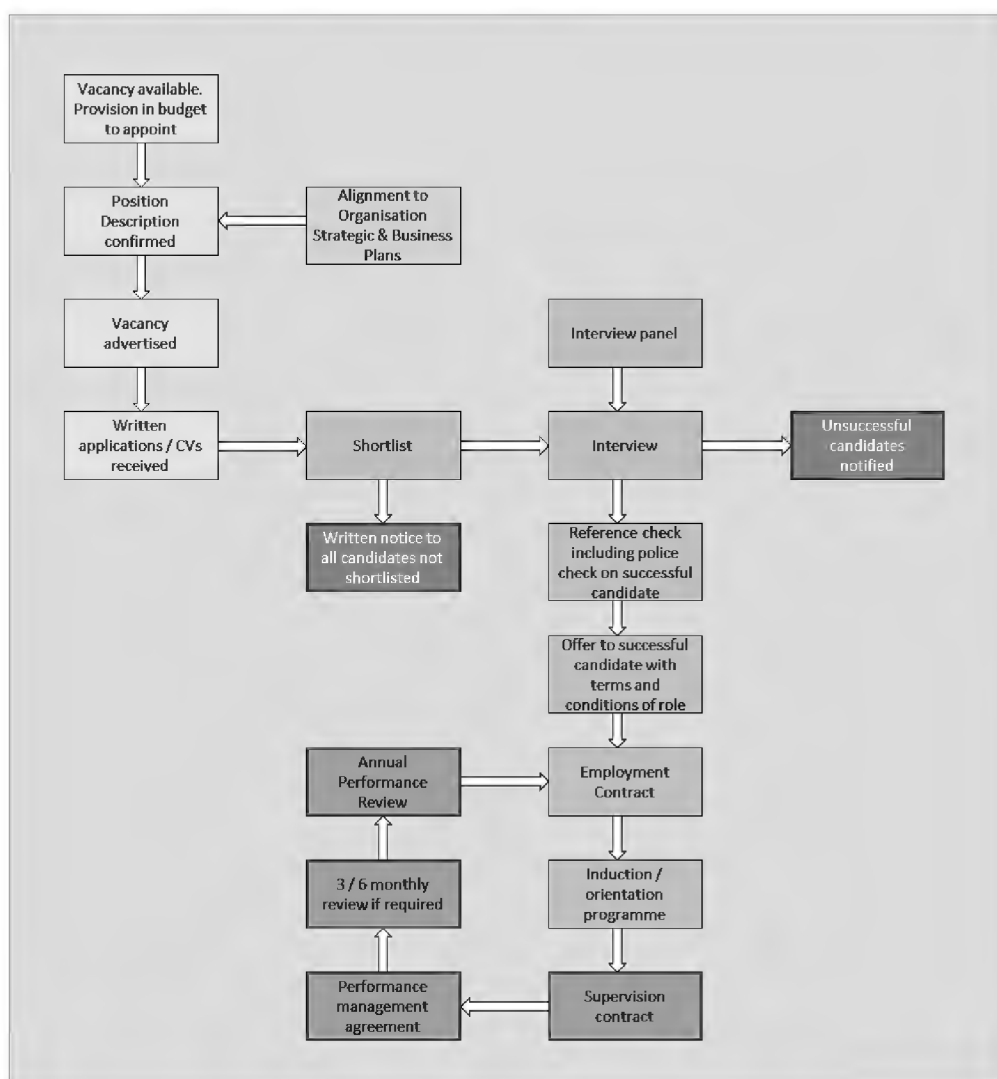 Vacancy available.
Provision in budget
to appoint
Position
Description
confirmed
Alignment to
Organisation
Strategic & Business
Plans
Vacancy
advertised
Interview panel
Written
applications / CVs
received
Shortlist
Interview
Unsuccessful
candidates
notified
Written notice to
all candidates not
shortlisted
Reference check
including police
check on successful
candidate
Offer to successful
candidate with
terms and
conditions of role
Annual
Performance
Review
Employment
Contract
3 / 6 monthly
review if required
Induction /
orientation
programme
Performance
management
agreement
Supervision
contract